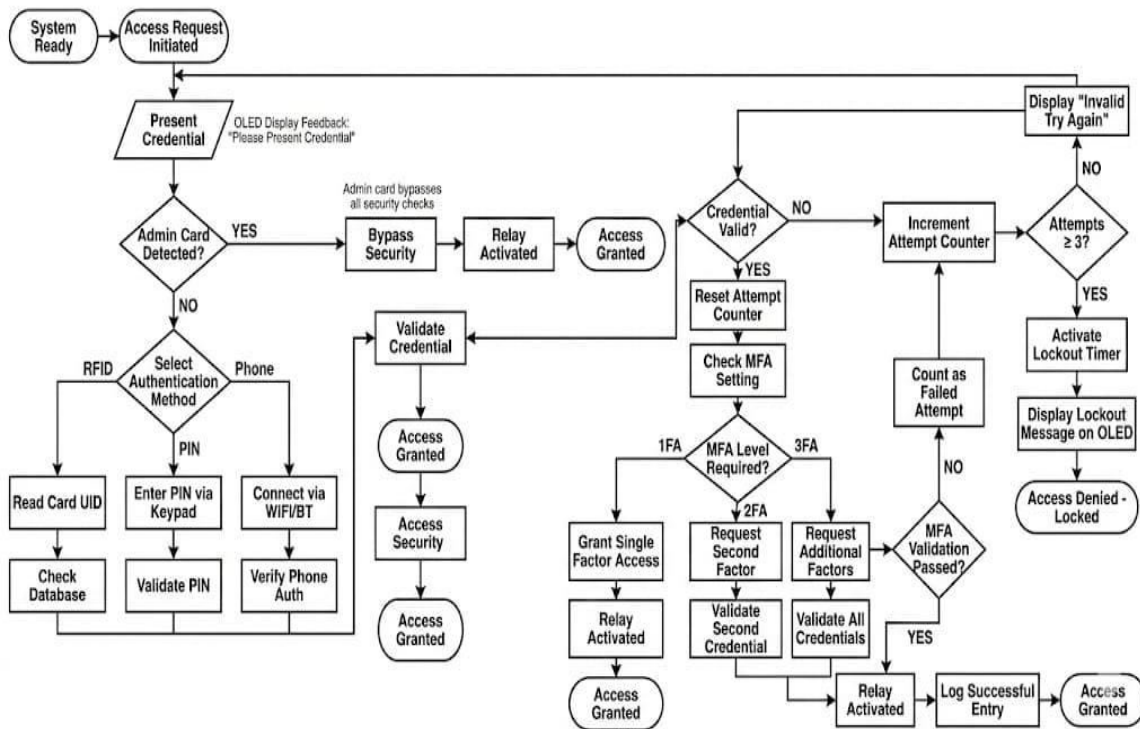 System
Ready
Access Request
Initiated
Present
Credential
OLED Display Feedback:
"Please Present Credential"
Display "Invalid
Try Again"
NO
Admin Card
Detected?
YES
Admin card bypasses
all security checks
Bypass
Security
Relay
Activated
Access
Granted
Credential
Valid?
NO
Increment
Attempt Counter
Attempts
≥ 3?
YES
Reset Attempt
Counter
YES
NO
Validate
Credential
Check MFA
Setting
Activate
Lockout Timer
Select
Authentication
Method
RFID
Phone
PIN
Count as
Failed
Attempt
Display Lockout
Message on OLED
Access
Granted
1FA
MFA Level
Required?
3FA
2FA
NO
Access Denied -
Locked
Read Card UID
Enter PIN via
Keypad
Connect via
WIFI/BT
Access
Security
Grant Single
Factor Access
Request
Second
Factor
Request
Additional
Factors
MFA
Validation
Passed?
Check
Database
Validate PIN
Verify Phone
Auth
Access
Granted
Relay
Activated
Validate
Second
Credential
Validate All
Credentials
YES
Access
Granted
Relay
Activated
Log Successful
Entry
Access
Granted